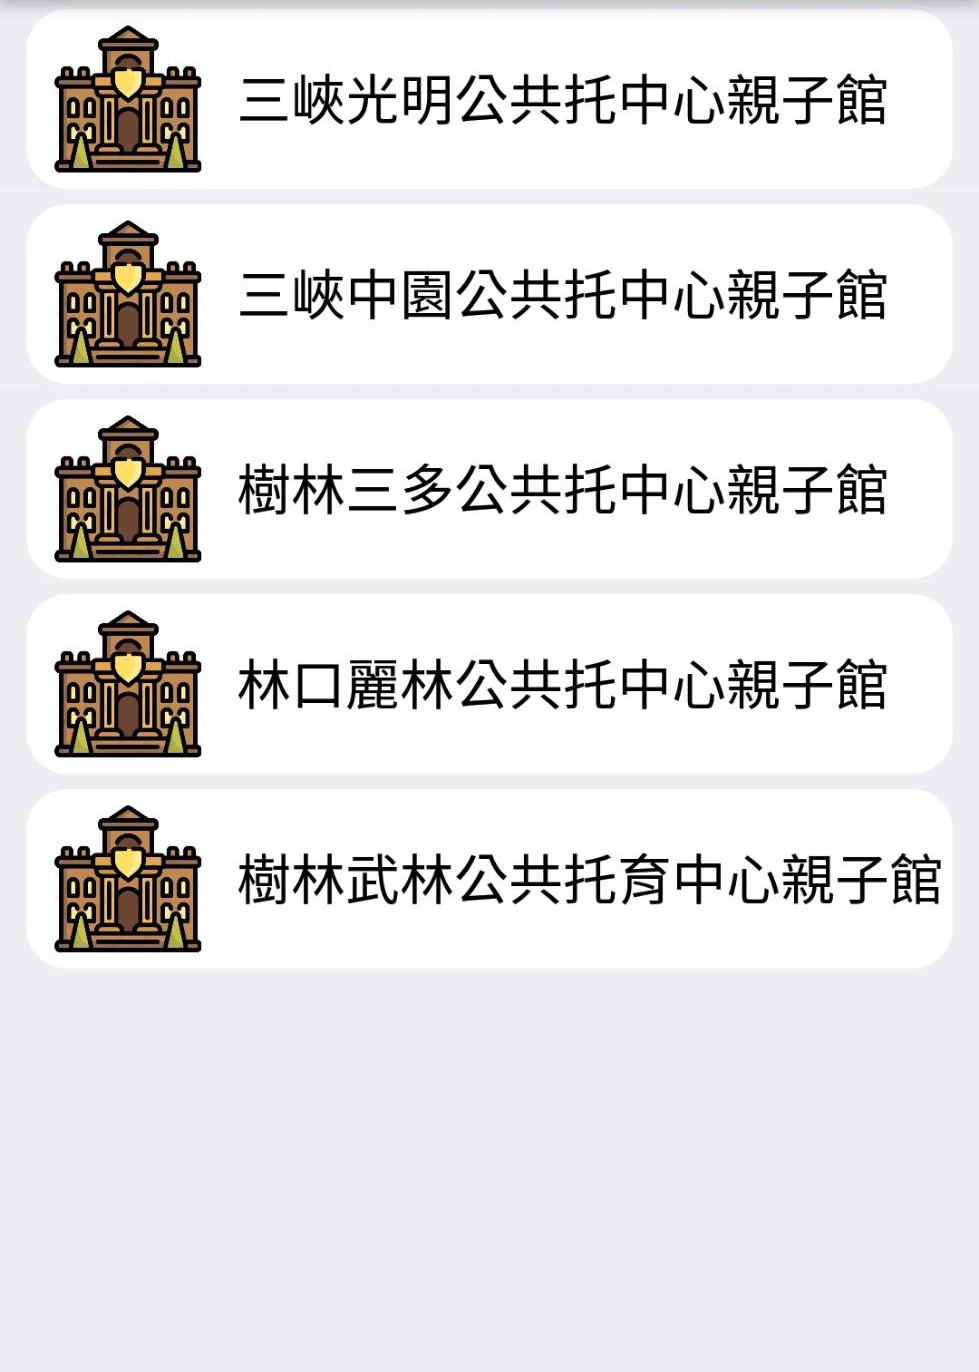 三峽光明公共托中心親子館
三峽中園公共托中心親子館
樹林三多公共托中心親子館
林口麗林公共托中心親子館
樹林武林公共托育中心親子館